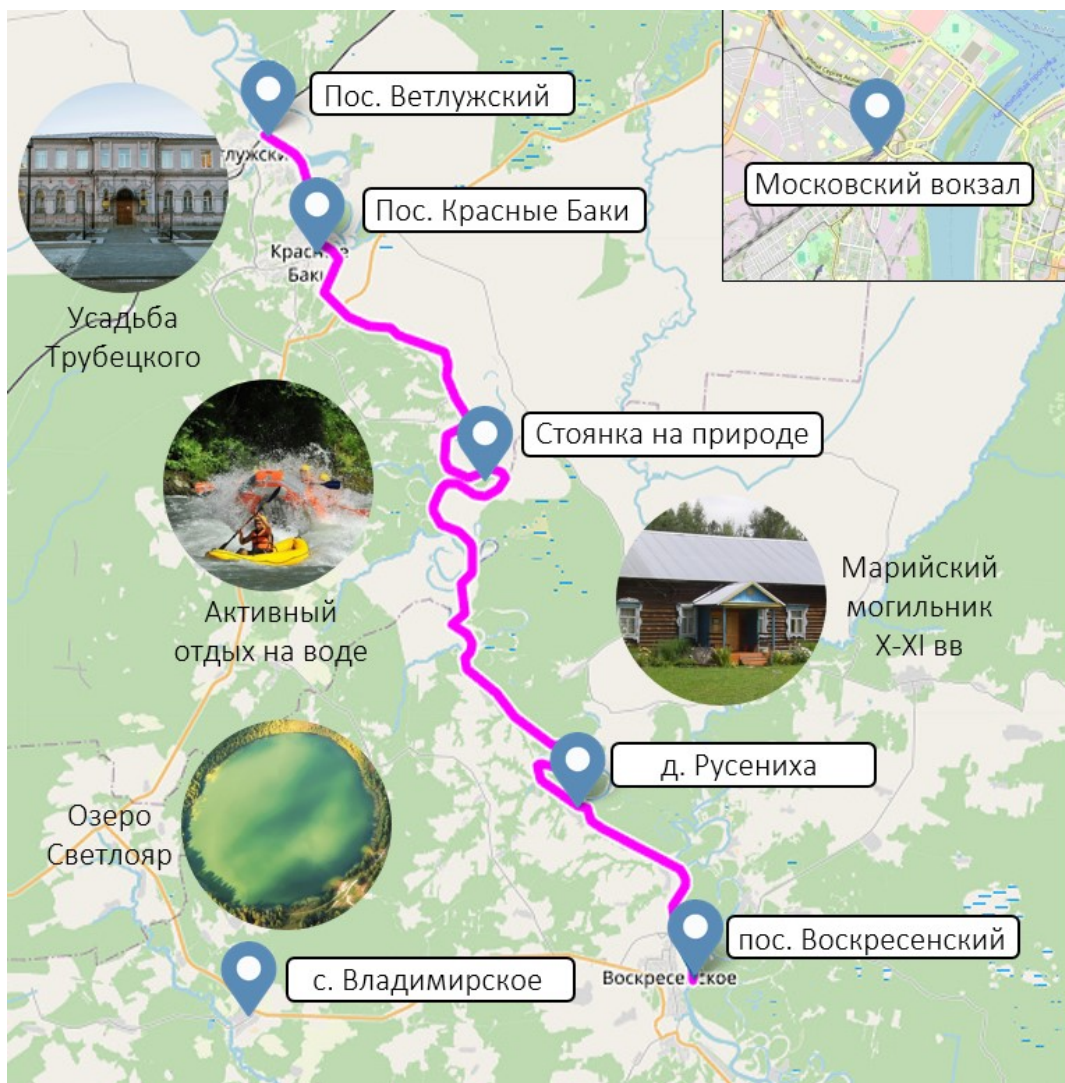 Пос. Ветлужский
Московский вокзал
Пос. Красные Баки
Красные
Баки
Усадьба
Трубецкого
Стоянка на природе
Марийский
могильник
X-XI вв
Активный
отдых на воде
д. Русениха
Озеро
Светлояр
пос. Воскресенский
с. Владимирское